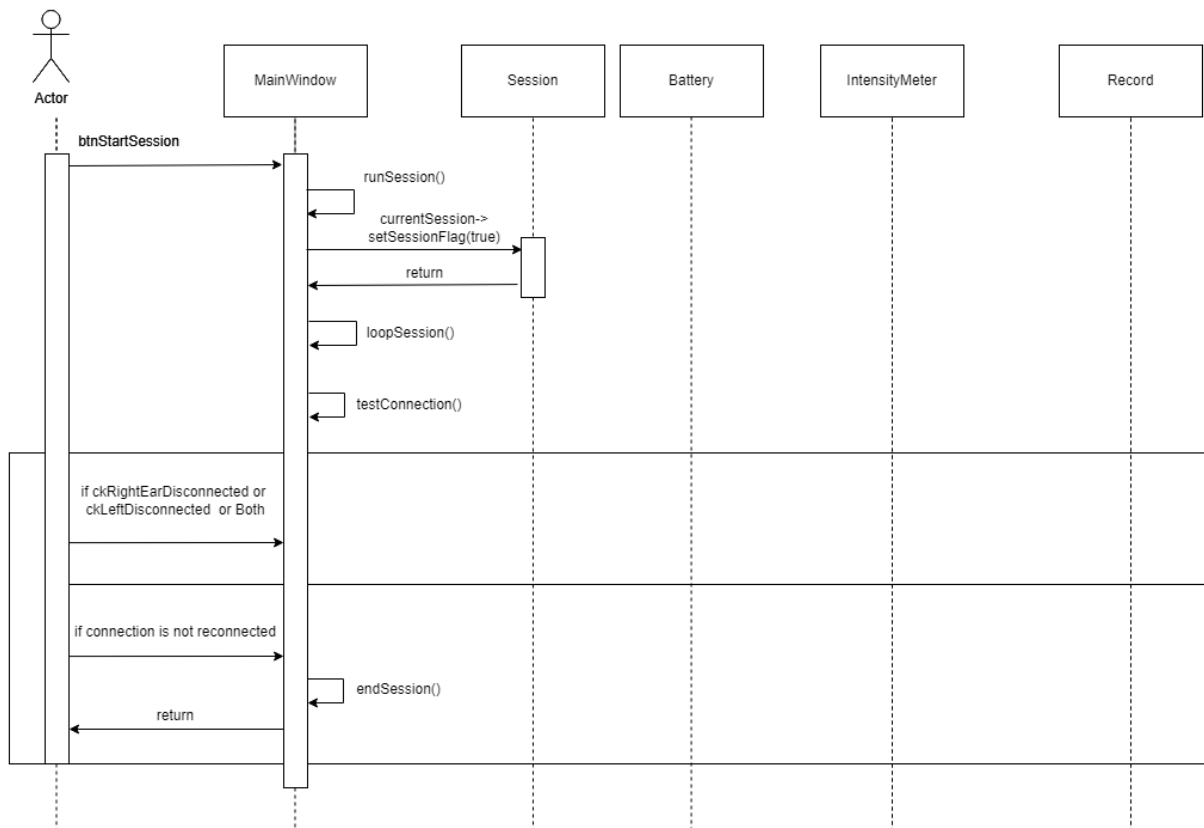 Actor
MainWindow
Session
Battery
IntensityMeter
Record
btnStartSession
runSession()
currentSession->
setSessionFlag(true)
return
loopSession()
testConnection()
if ckRightEarDisconnected or
ckLeftDisconnected or Both
if connection is not reconnected
endSession()
return